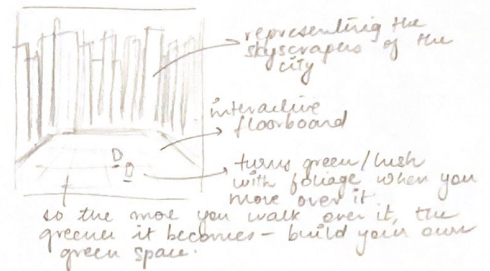 representing the
skyscrapers of the
city
interactive
floorboard
turns green/lush
with foliage when you
move over it
so the more you walk over it, the
greener it becomes - build your own
green space.